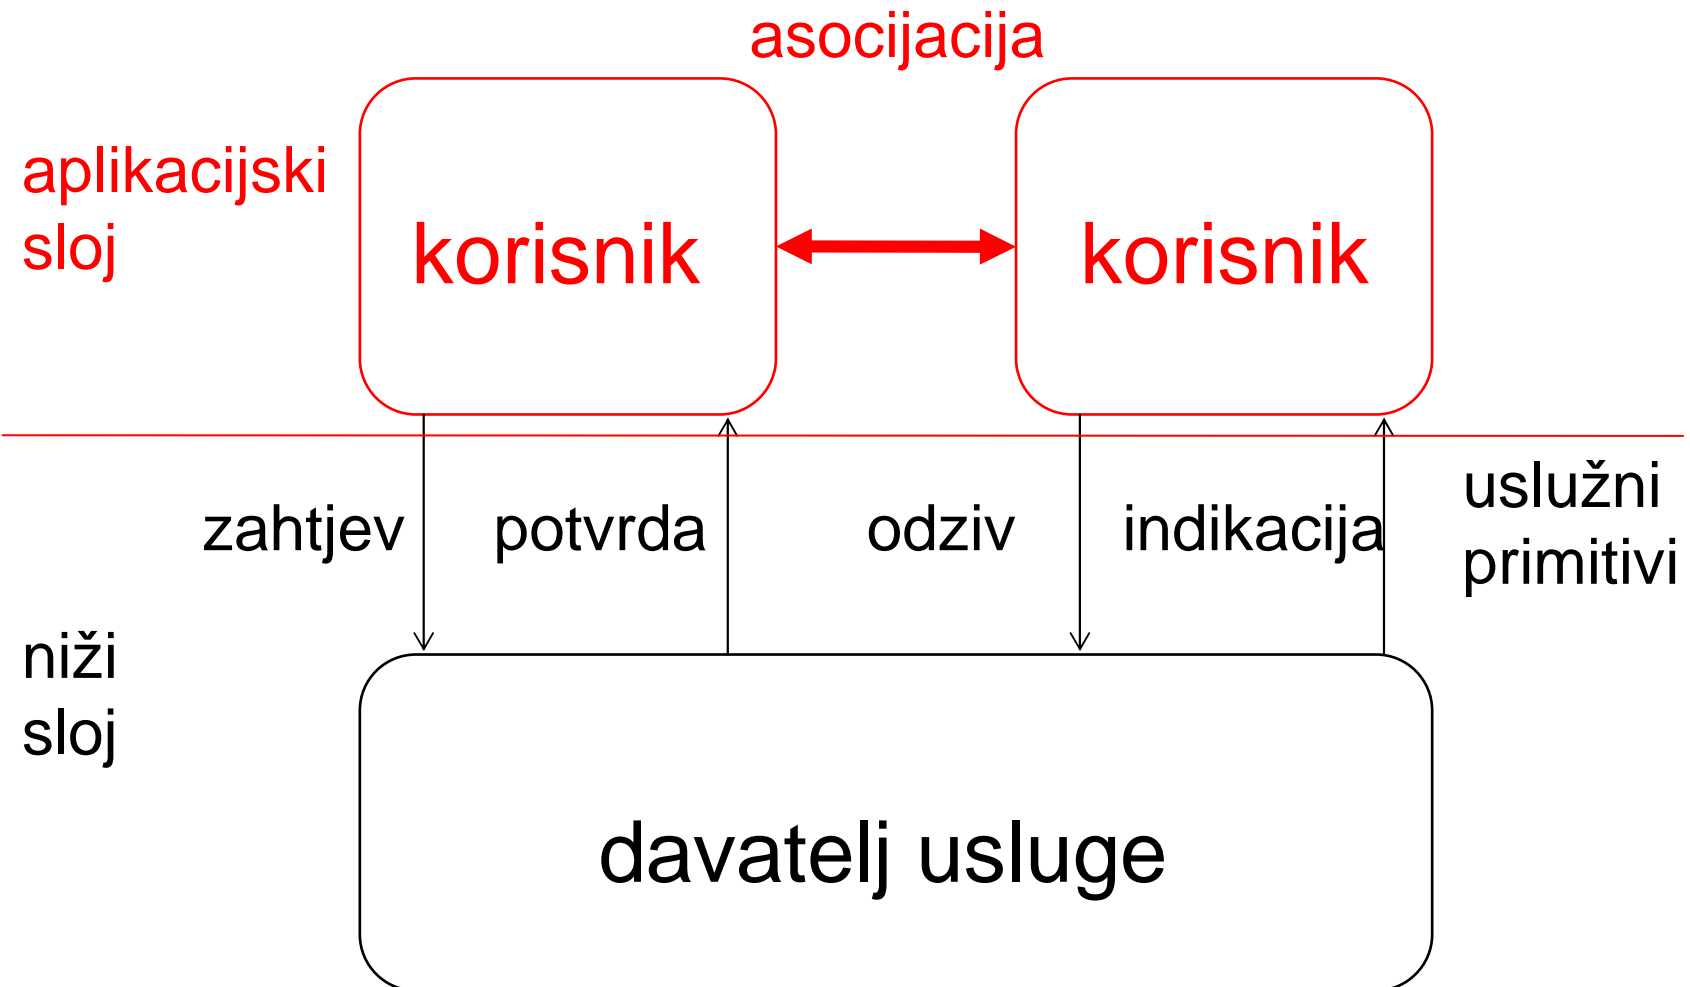 asocijacija
aplikacijski
sloj
korisnik
korisnik
zahtjev
potvrda
odziv
indikacija
uslužni
primitivi
niži
sloj
davatelj usluge